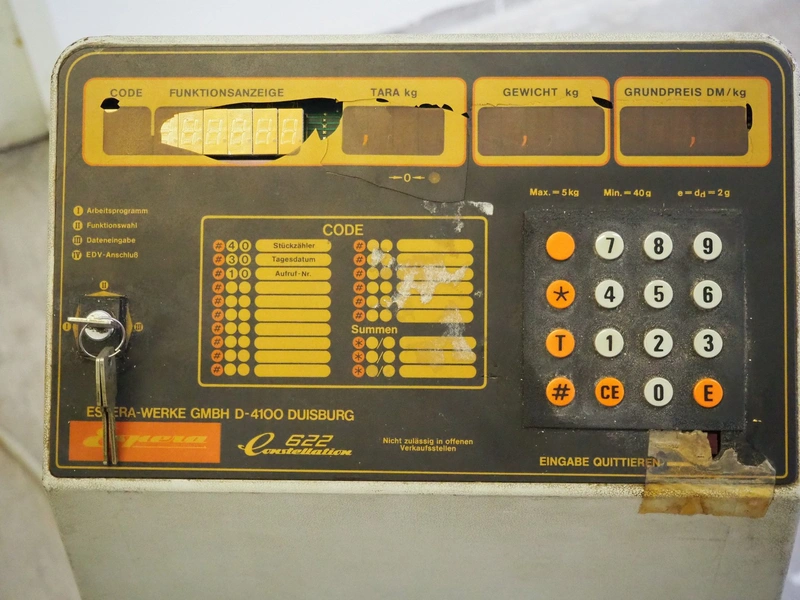 CODE FUNKTIONSANZEIGE TARA kg GEWICHT kg GRUNDPREIS DM/kg
→0←
Max. = 5 kg Min. = 40 g e = dd = 2 g
I Arbeitsprogramm
II Funktionswahl
III Dateneingabe
IV EDV-Anschluß
II
I III
CODE
# 4 0 Stückzähler #
# 3 0 Tagesdatum #
# 1 0 Aufruf-Nr. #
# #
# #
# #
# Summen
# * /
# * /
# * /
7 8 9
* 4 5 6
T 1 2 3
# CE 0 E
ESPERA-WERKE GMBH D-4100 DUISBURG
Espera
622
Constellation
Nicht zulässig in offenen
Verkaufsstellen
EINGABE QUITTIEREN